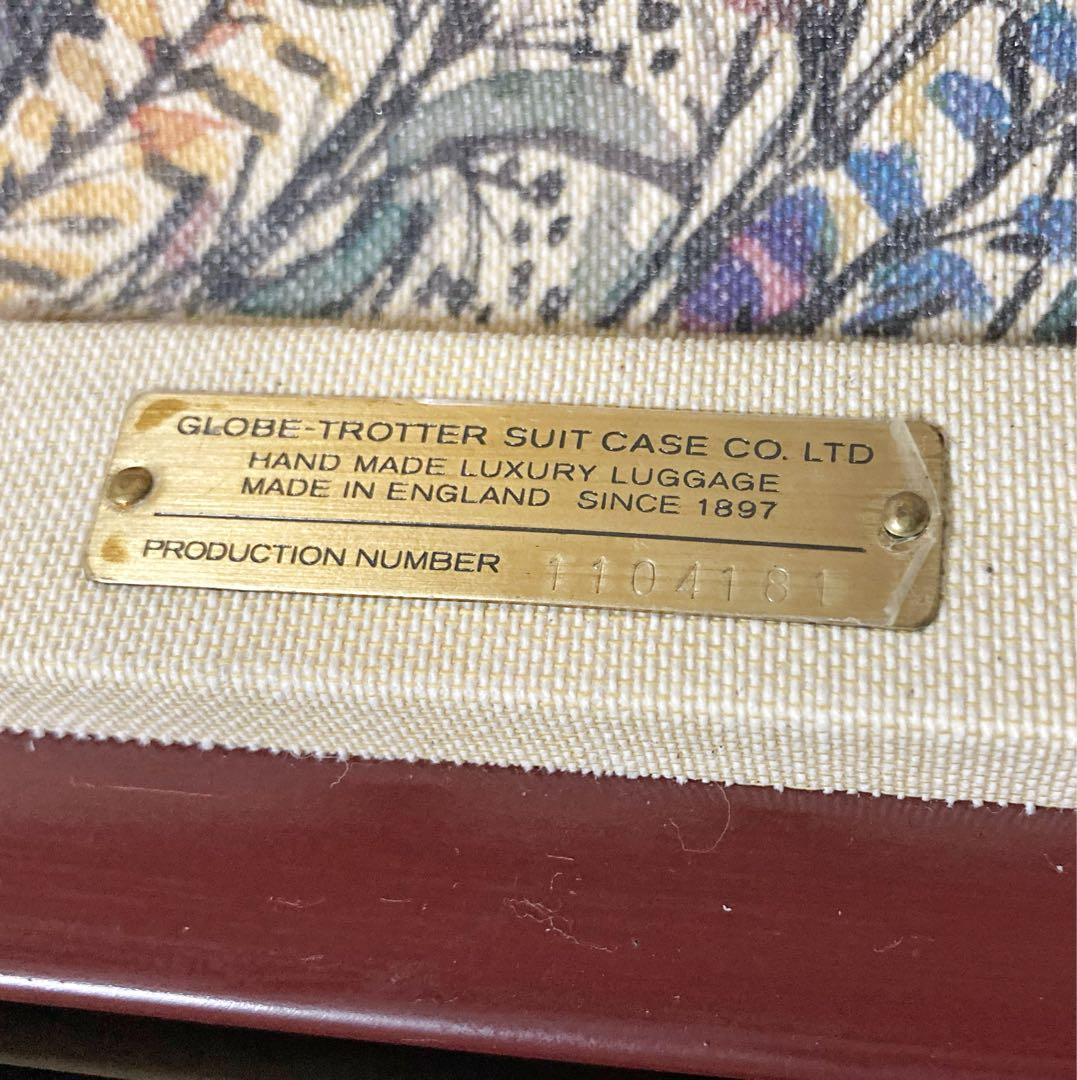 GLOBE-TROTTER SUIT CASE CO. LTD
HAND MADE LUXURY LUGGAGE
MADE IN ENGLAND SINCE 1897
PRODUCTION NUMBER 1104181